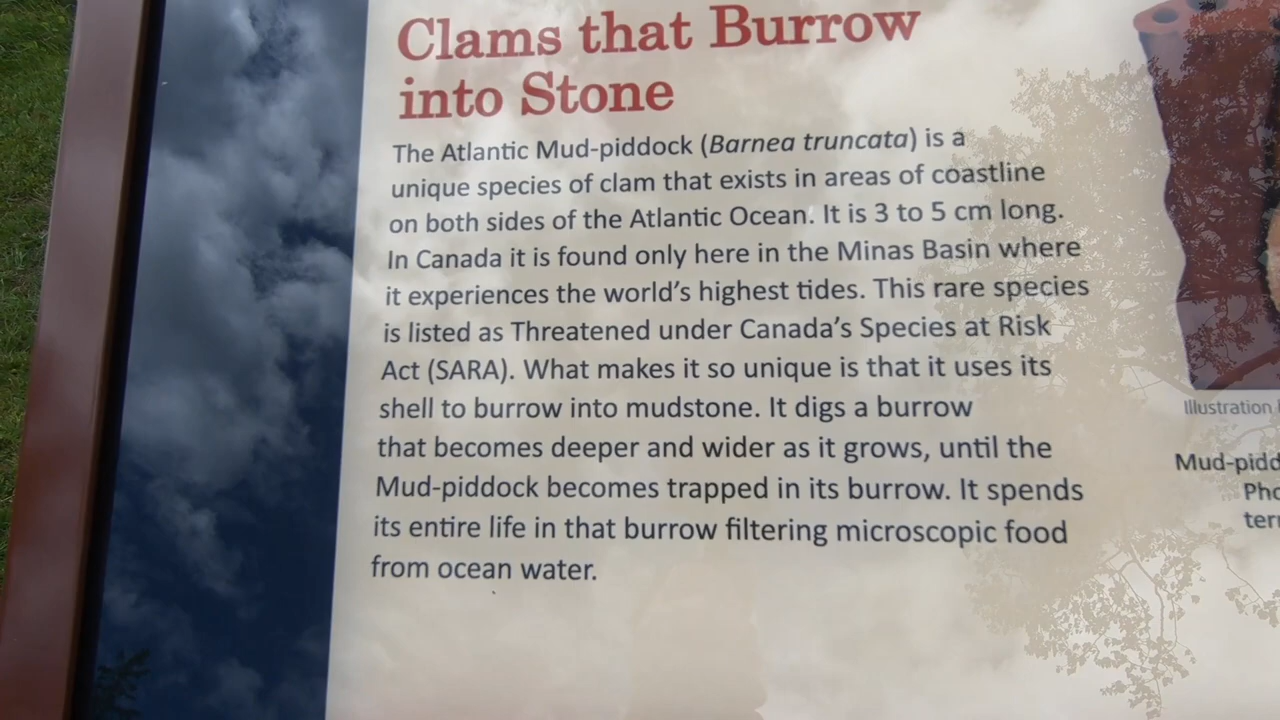 Clams that Burrow
into Stone
The Atlantic Mud-piddock (Barnea truncata) is a
unique species of clam that exists in areas of coastline
on both sides of the Atlantic Ocean. It is 3 to 5 cm long.
In Canada it is found only here in the Minas Basin where
it experiences the world's highest tides. This rare species
is listed as Threatened under Canada's Species at Risk
Act (SARA). What makes it so unique is that it uses its
shell to burrow into mudstone. It digs a burrow
that becomes deeper and wider as it grows, until the
Mud-piddock becomes trapped in its burrow. It spends
its entire life in that burrow filtering microscopic food
from ocean water.
Illustration